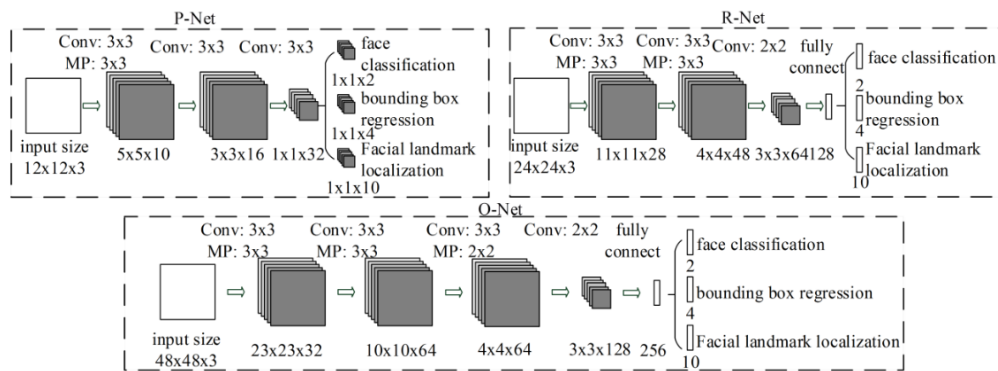 P-Net
Conv: 3x3 Conv: 3x3 Conv: 3x3
MP: 3x3
face
classification
1x1x2
bounding box
regression
1x1x4
Facial landmark
localization
1x1x10
input size
12x12x3
5x5x10
3x3x16
1x1x32
R-Net
Conv: 3x3 Conv: 3x3 Conv: 2x2 fully
MP: 3x3 MP: 3x3 connect
face classification
2
bounding box
regression
4
Facial landmark
localization
10
input size
24x24x3
11x11x28
4x4x48
3x3x64
128
O-Net
Conv: 3x3 Conv: 3x3 Conv: 3x3 Conv: 2x2 fully
MP: 3x3 MP: 3x3 MP: 2x2 connect
face classification
2
bounding box regression
4
Facial landmark localization
10
input size
48x48x3
23x23x32
10x10x64
4x4x64
3x3x128
256